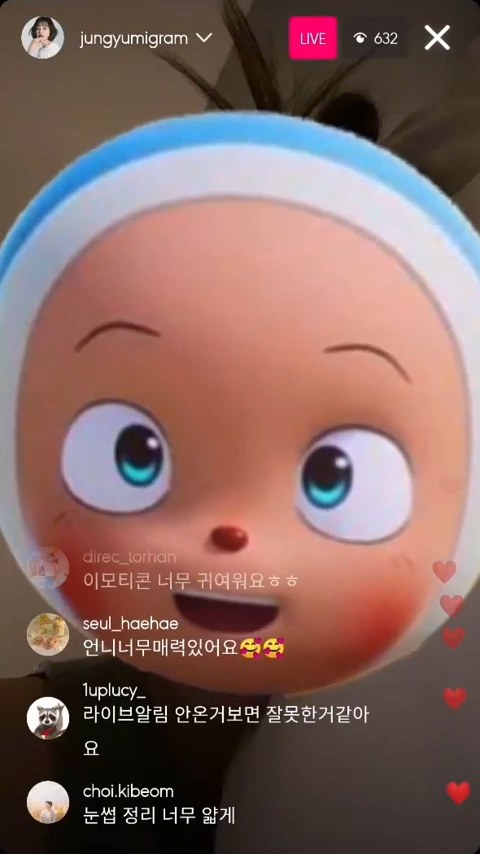 jungyumigram
LIVE
632
direc_torhan
이모티콘 너무 귀여워요ㅎㅎ
seul_haehae
언니너무매력있어요🥰🥰
1uplucy_
라이브알림 안온거보면 잘못한거같아
요
choi.kibeom
눈썹 정리 너무 얇게